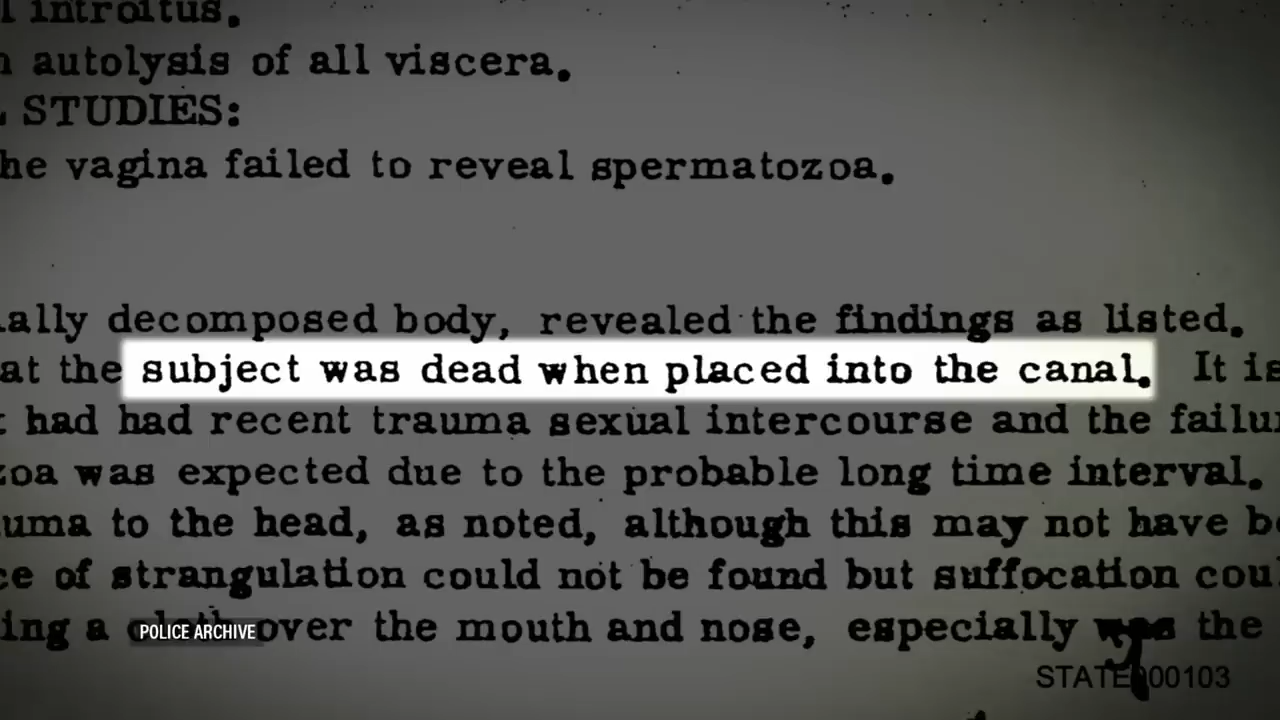 introitus.
autolysis of all viscera.
STUDIES:
he vagina failed to reveal spermatozoa.
ally decomposed body, revealed the findings as listed.
at the subject was dead when placed into the canal. It is
had had recent trauma sexual intercourse and the failu
zoa was expected due to the probable long time interval.
uma to the head, as noted, although this may not have b
ce of strangulation could not be found but suffocation cou
ing a over the mouth and nose, especially was the
POLICE ARCHIVE
STATE 00103